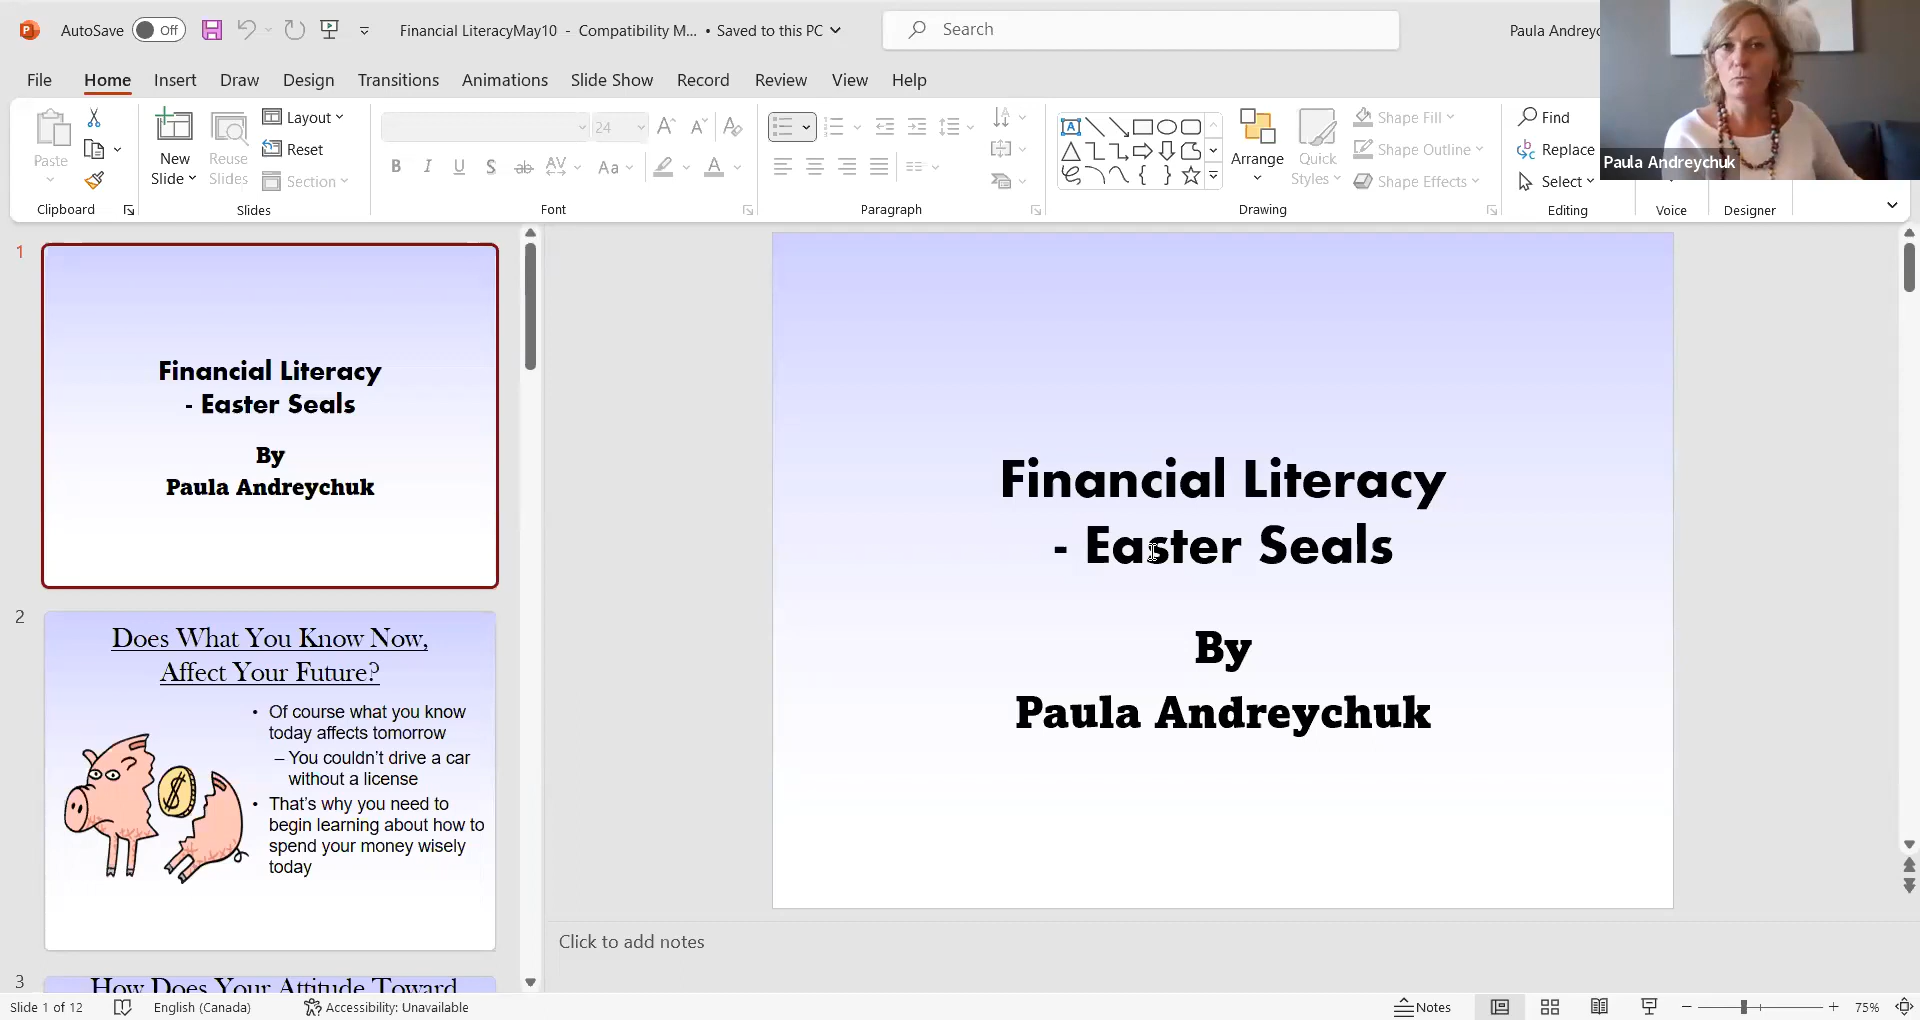 AutoSave Off Financial LiteracyMay10 - Compatibility M... • Saved to this PC Search Paula Andreyc
File Home Insert Draw Design Transitions Animations Slide Show Record Review View Help
Paste
Clipboard
New
Slide
Reuse
Slides
Layout
Reset
Section
Slides
24
B I U S ab AV Aa A
Font
Paragraph
A
Arrange
Quick
Styles
Shape Fill
Shape Outline
Shape Effects
Drawing
Find
Replace
Select
Editing
Voice
Designer
Paula Andreychuk
1
Financial Literacy
- Easter Seals
By
Paula Andreychuk
2
Does What You Know Now,
Affect Your Future?
• Of course what you know
today affects tomorrow
– You couldn't drive a car
without a license
• That's why you need to
begin learning about how to
spend your money wisely
today
$
3
How Does Your Attitude Toward
Financial Literacy
- Easter Seals
By
Paula Andreychuk
Click to add notes
Slide 1 of 12 English (Canada) Accessibility: Unavailable Notes 75%